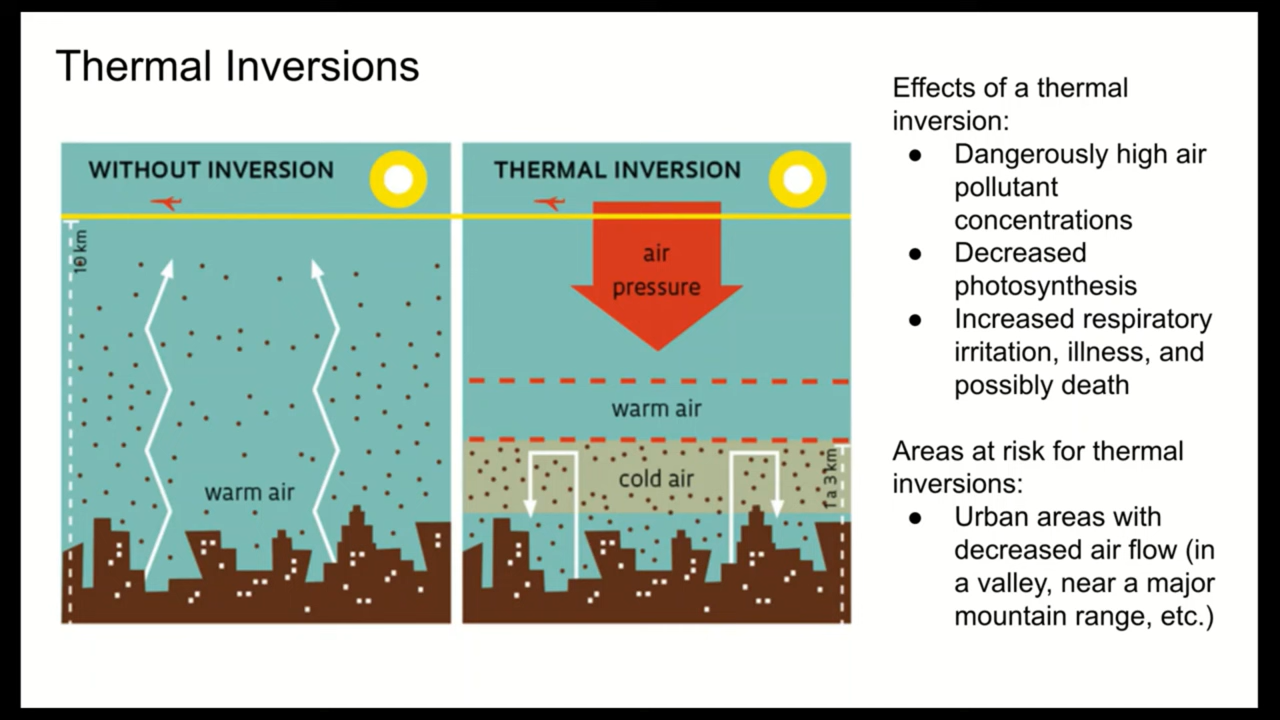 Thermal Inversions
WITHOUT INVERSION
10 km
warm air
THERMAL INVERSION
air
pressure
warm air
cold air
1 a 3 km
Effects of a thermal
inversion:
● Dangerously high air
pollutant
concentrations
● Decreased
photosynthesis
● Increased respiratory
irritation, illness, and
possibly death
Areas at risk for thermal
inversions:
● Urban areas with
decreased air flow (in
a valley, near a major
mountain range, etc.)